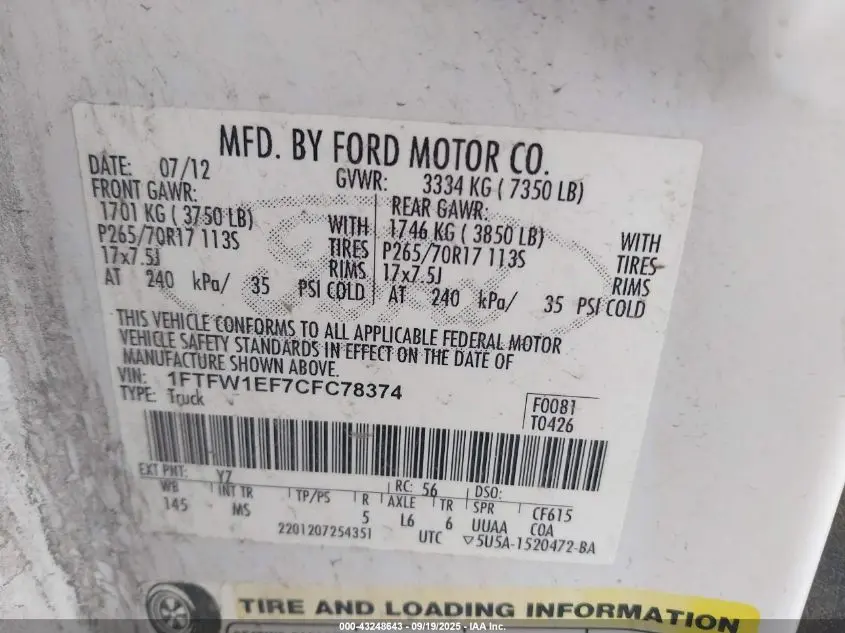 MFD. BY FORD MOTOR CO.
DATE: 07/12
GVWR: 3334 KG ( 7350 LB)
FRONT GAWR:
1701 KG ( 3750 LB)
P265/70R17 113S
17x7.5J
AT 240 kPa/ 35 PSI COLD
WITH
TIRES
RIMS
REAR GAWR:
1746 KG ( 3850 LB)
P265/70R17 113S
17x7.5J
AT 240 kPa/ 35 PSI COLD
WITH
TIRES
RIMS
THIS VEHICLE CONFORMS TO ALL APPLICABLE FEDERAL MOTOR
VEHICLE SAFETY STANDARDS IN EFFECT ON THE DATE OF
MANUFACTURE SHOWN ABOVE.
VIN: 1FTFW1EF7CFC78374
TYPE: Truck
F0081
T0426
EXT PNT: YZ RC: 56 DSO:
WB INT TR TP/PS R AXLE TR SPR CF615
145 MS 5 L6 6 UUAA COA
2201207254351 UTC ▽5U5A-1520472-BA
TIRE AND LOADING INFORMATION
000-43248643 - 09/19/2025 - IAA Inc.